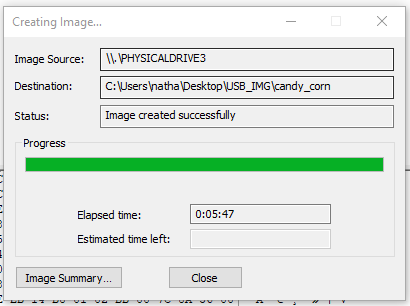 Creating Image...
Image Source: \\.\PHYSICALDRIVE3
Destination: C:\Users\natha\Desktop\USB_IMG\candy_corn
Status: Image created successfully
Progress
Elapsed time: 0:05:47
Estimated time left:
Image Summary... Close